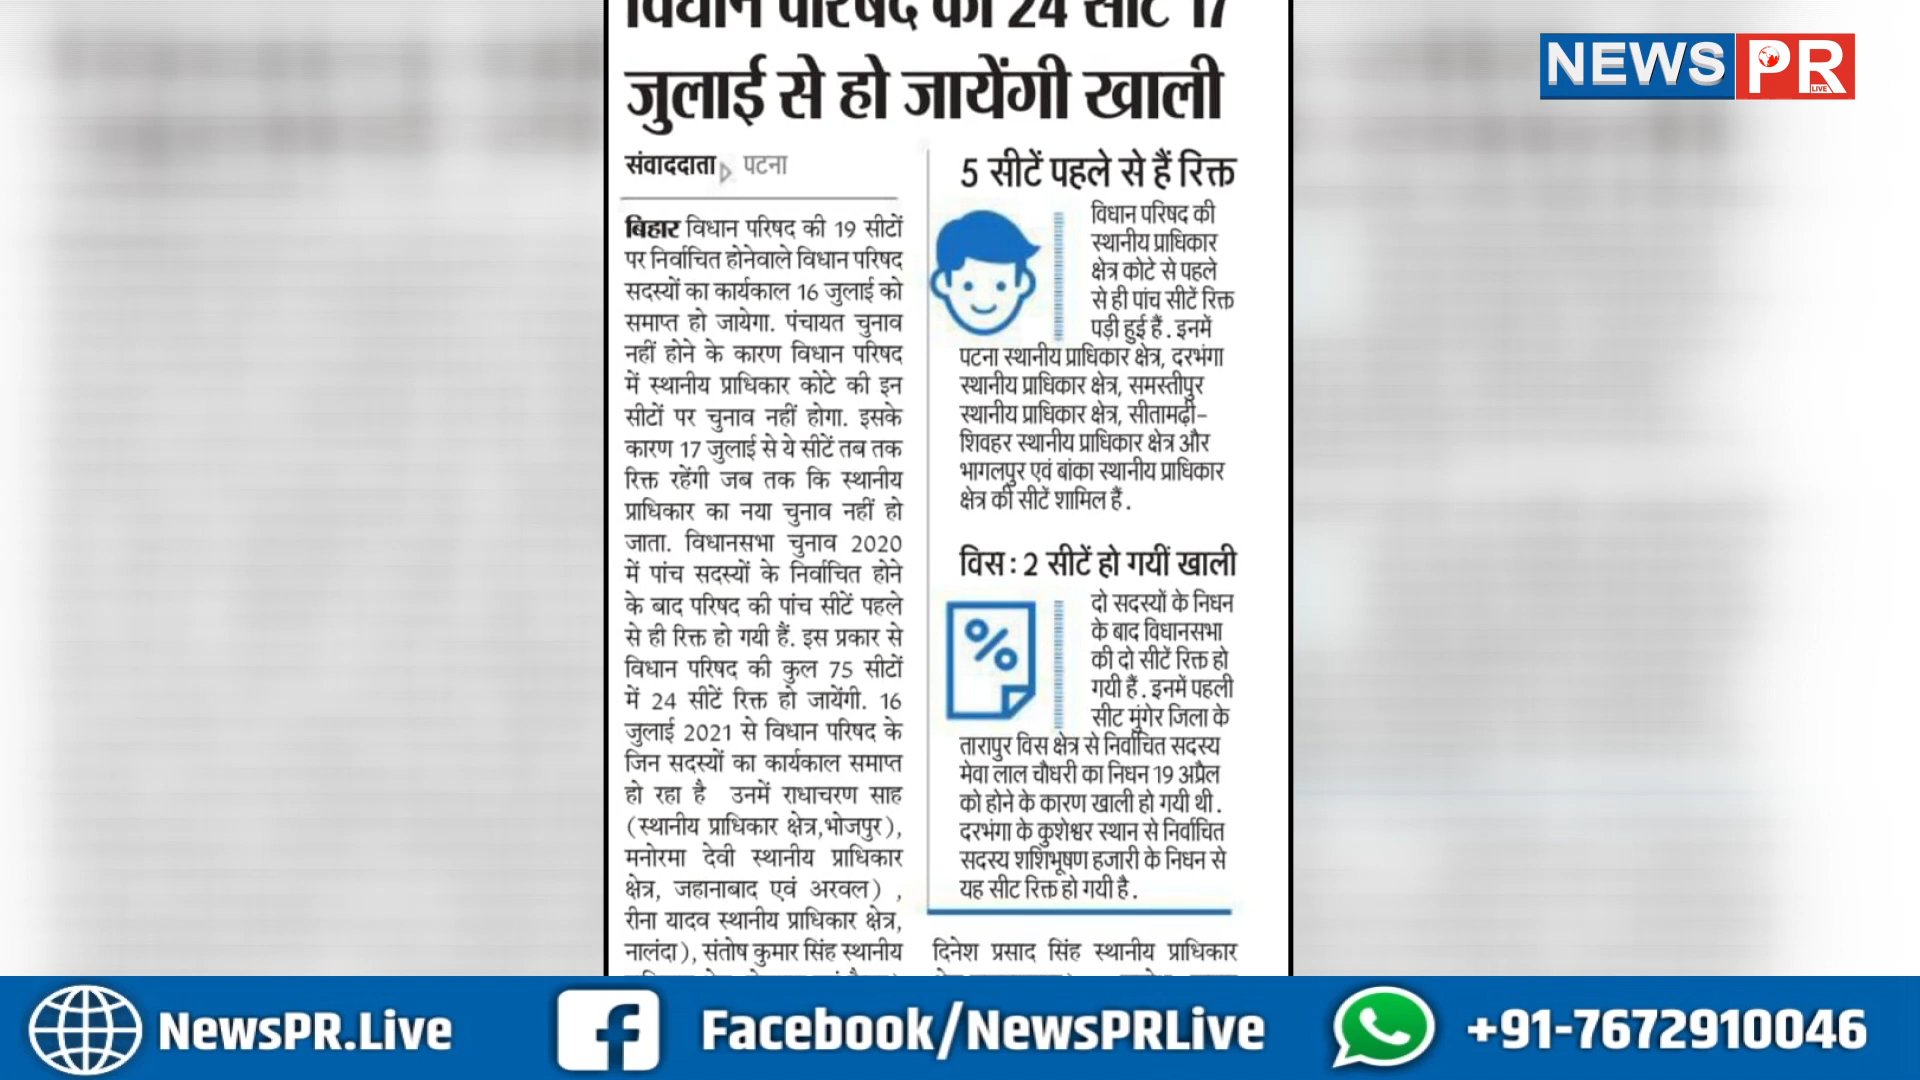 विधान परिषद की 24 सीटें 17
जुलाई से हो जायेंगी खाली
NEWS PR
LIVE
संवाददाता पटना
बिहार विधान परिषद की 19 सीटों
पर निर्वाचित होनेवाले विधान परिषद
सदस्यों का कार्यकाल 16 जुलाई को
समाप्त हो जायेगा. पंचायत चुनाव
नहीं होने के कारण विधान परिषद
में स्थानीय प्राधिकार कोटे की इन
सीटों पर चुनाव नहीं होगा. इसके
कारण 17 जुलाई से ये सीटें तब तक
रिक्त रहेंगी जब तक कि स्थानीय
प्राधिकार का नया चुनाव नहीं हो
जाता. विधानसभा चुनाव 2020
में पांच सदस्यों के निर्वाचित होने
के बाद परिषद की पांच सीटें पहले
से ही रिक्त हो गयी हैं. इस प्रकार से
विधान परिषद की कुल 75 सीटों
में 24 सीटें रिक्त हो जायेंगी. 16
जुलाई 2021 से विधान परिषद के
जिन सदस्यों का कार्यकाल समाप्त
हो रहा है उनमें राधाचरण साह
(स्थानीय प्राधिकार क्षेत्र,भोजपुर),
मनोरमा देवी स्थानीय प्राधिकार
क्षेत्र, जहानाबाद एवं अरवल) ,
रीना यादव स्थानीय प्राधिकार क्षेत्र,
नालंदा), संतोष कुमार सिंह स्थानीय
5 सीटें पहले से हैं रिक्त
विधान परिषद की
स्थानीय प्राधिकार
क्षेत्र कोटे से पहले
से ही पांच सीटें रिक्त
पड़ी हुई हैं. इनमें
पटना स्थानीय प्राधिकार क्षेत्र, दरभंगा
स्थानीय प्राधिकार क्षेत्र, समस्तीपुर
स्थानीय प्राधिकार क्षेत्र, सीतामढ़ी-
शिवहर स्थानीय प्राधिकार क्षेत्र और
भागलपुर एवं बांका स्थानीय प्राधिकार
क्षेत्र की सीटें शामिल हैं.
विस : 2 सीटें हो गयीं खाली
दो सदस्यों के निधन
के बाद विधानसभा
की दो सीटें रिक्त हो
गयी हैं. इनमें पहली
सीट मुंगेर जिला के
तारापुर विस क्षेत्र से निर्वाचित सदस्य
मेवा लाल चौधरी का निधन 19 अप्रैल
को होने के कारण खाली हो गयी थी.
दरभंगा के कुशेश्वर स्थान से निर्वाचित
सदस्य शशिभूषण हजारी के निधन से
यह सीट रिक्त हो गयी है.
दिनेश प्रसाद सिंह स्थानीय प्राधिकार
NewsPR.Live
Facebook/NewsPRLive
+91-7672910046